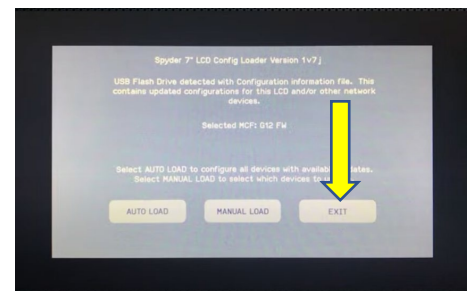 Spyder 7" LCD Config Loader Version 1v7j
USB Flash Drive detected with Configuration information file. This
contains updated configurations for this LCD and/or other network
devices.
Selected MCF: G12 FW
Select AUTO LOAD to configure all devices with available updates.
Select MANUAL LOAD to select which devices to
AUTO LOAD
MANUAL LOAD
EXIT